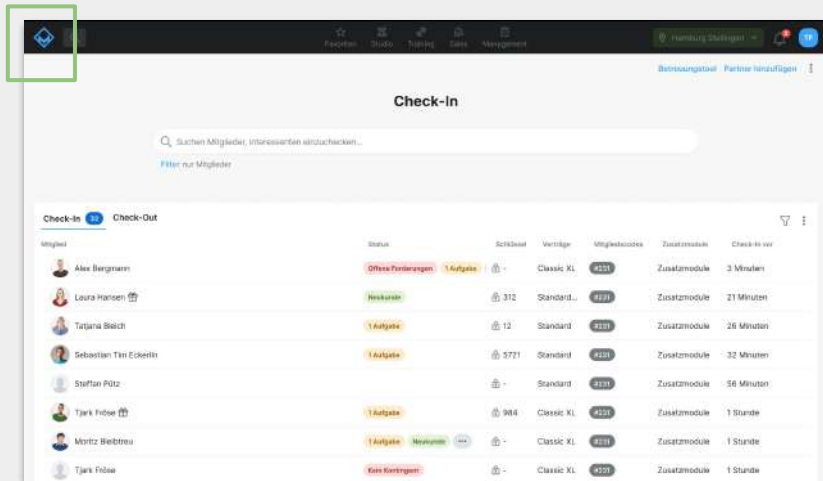 Favoriten Studio Training Sales Management Hamburg Stellingen TF
Betreuungstool Partner hinzufügen
Check-In
Suchen Mitglieder, Interessenten einzuchecken...
Filter nur Mitglieder
Check-In 32 Check-Out
Mitglied Status Schlüssel Verträge Mitgliedscodes Zusatzmodule Check-In vor
Alex Bergmann Offene Forderungen 1 Aufgabe - Classic XL #231 Zusatzmodule 3 Minuten
Laura Hansen Neukunde 312 Standard... #231 Zusatzmodule 21 Minuten
Tatjana Bleich 1 Aufgabe 12 Standard #231 Zusatzmodule 26 Minuten
Sebastian Tim Eckerlin 1 Aufgabe 5721 Standard #231 Zusatzmodule 32 Minuten
Steffan Pütz - Standard #231 Zusatzmodule 56 Minuten
Tjark Fröse 1 Aufgabe 984 Classic XL #231 Zusatzmodule 1 Stunde
Moritz Bleibtreu 1 Aufgabe Neukunde ... - Classic XL #231 Zusatzmodule 1 Stunde
Tjark Fröse Kein Kontingent - Classic XL #231 Zusatzmodule 1 Stunde